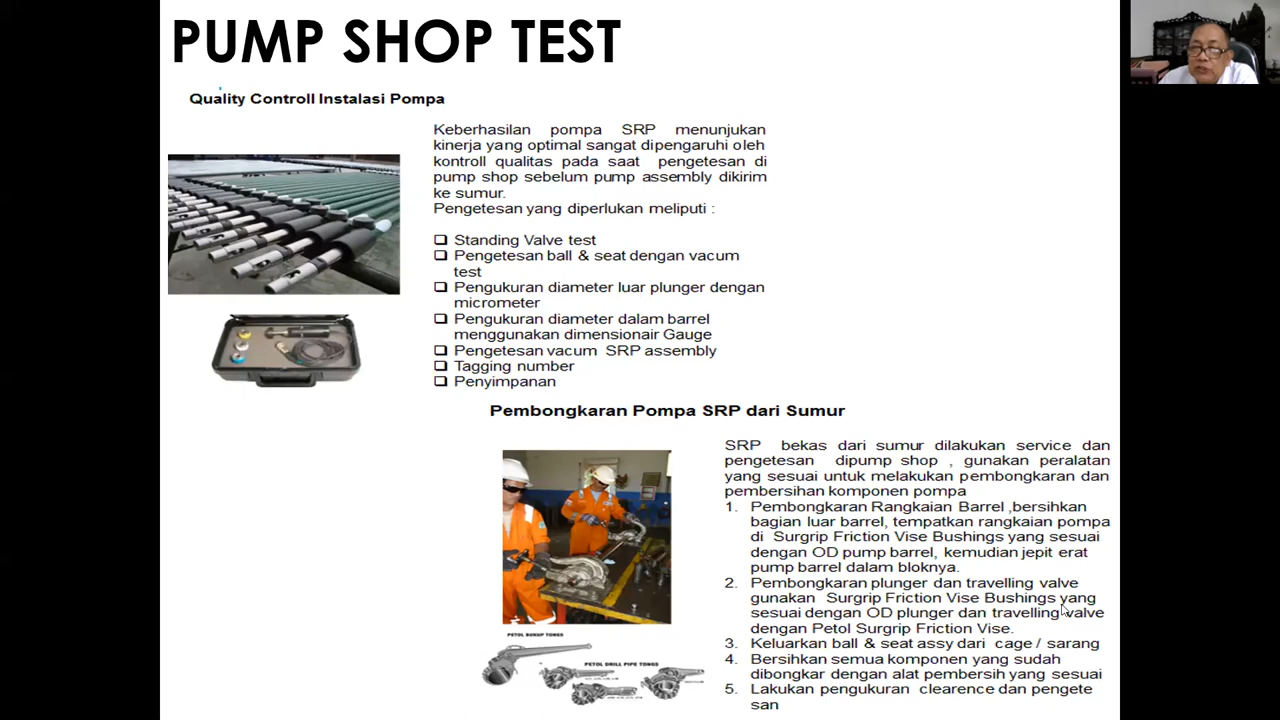 PUMP SHOP TEST
Quality Controll Instalasi Pompa
Keberhasilan pompa SRP menunjukan
kinerja yang optimal sangat dipengaruhi oleh
kontroll qualitas pada saat pengetesan di
pump shop sebelum pump assembly dikirim
ke sumur.
Pengetesan yang diperlukan meliputi :
Standing Valve test
Pengetesan ball & seat dengan vacum
test
Pengukuran diameter luar plunger dengan
micrometer
Pengukuran diameter dalam barrel
menggunakan dimensionair Gauge
Pengetesan vacum SRP assembly
Tagging number
Penyimpanan
Pembongkaran Pompa SRP dari Sumur
SRP bekas dari sumur dilakukan service dan
pengetesan dipump shop , gunakan peralatan
yang sesuai untuk melakukan pembongkaran dan
pembersihan komponen pompa
1. Pembongkaran Rangkaian Barrel ,bersihkan
bagian luar barrel, tempatkan rangkaian pompa
di Surgrip Friction Vise Bushings yang sesuai
dengan OD pump barrel, kemudian jepit erat
pump barrel dalam bloknya.
2. Pembongkaran plunger dan travelling valve
gunakan Surgrip Friction Vise Bushings yang
sesuai dengan OD plunger dan travelling valve
dengan Petol Surgrip Friction Vise.
3. Keluarkan ball & seat assy dari cage / sarang
4. Bersihkan semua komponen yang sudah
dibongkar dengan alat pembersih yang sesuai
5. Lakukan pengukuran clearence dan pengete
san
PETOL BUKUP TONGS
PETOL DRILL PIPE TONGS